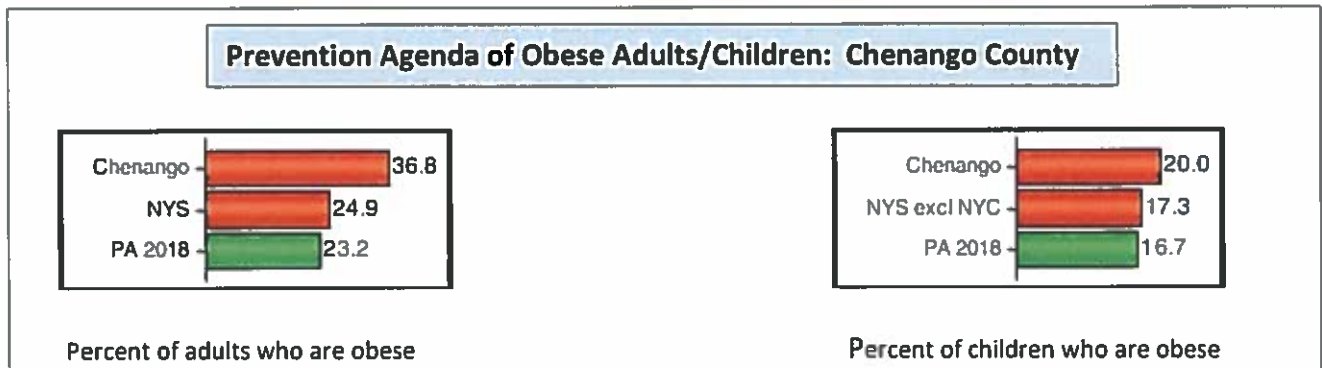 Prevention Agenda of Obese Adults/Children: Chenango County
Chenango 36.8
NYS 24.9
PA 2018 23.2
Percent of adults who are obese
Chenango 20.0
NYS excl NYC 17.3
PA 2018 16.7
Percent of children who are obese